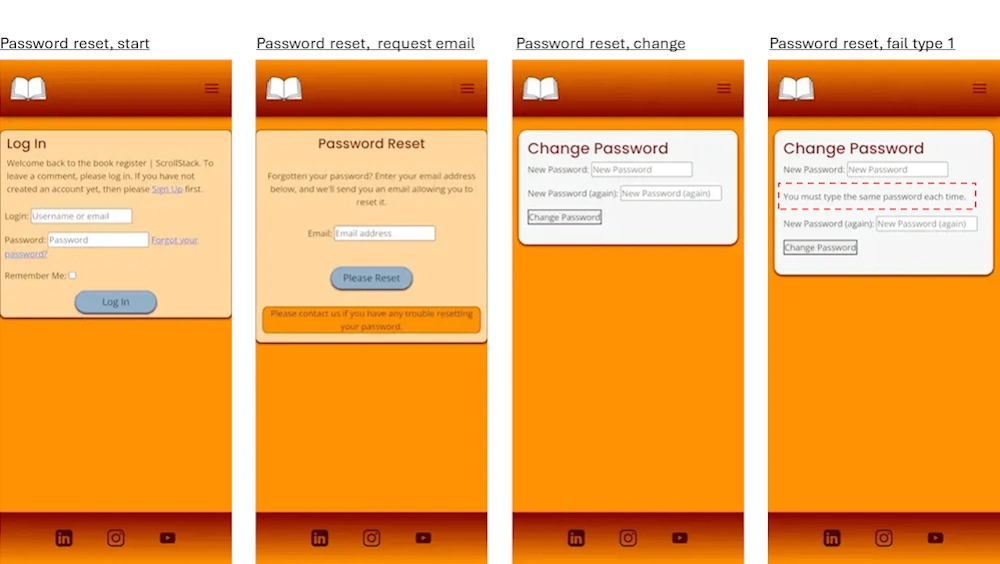 Password reset, start
Log In
Welcome back to the book register | ScrollStack. To
leave a comment, please log in. If you have not
created an account yet, then please Sign Up first.
Login: Username or email
Password: Password Forgot your
password?
Remember Me:
Log In
Password reset, request email
Password Reset
Forgotten your password? Enter your email address
below, and we'll send you an email allowing you to
reset it.
Email: Email address
Please Reset
Please contact us if you have any trouble resetting
your password.
Password reset, change
Change Password
New Password: New Password
New Password (again): New Password (again)
Change Password
Password reset, fail type 1
Change Password
New Password: New Password
You must type the same password each time.
New Password (again): New Password (again)
Change Password